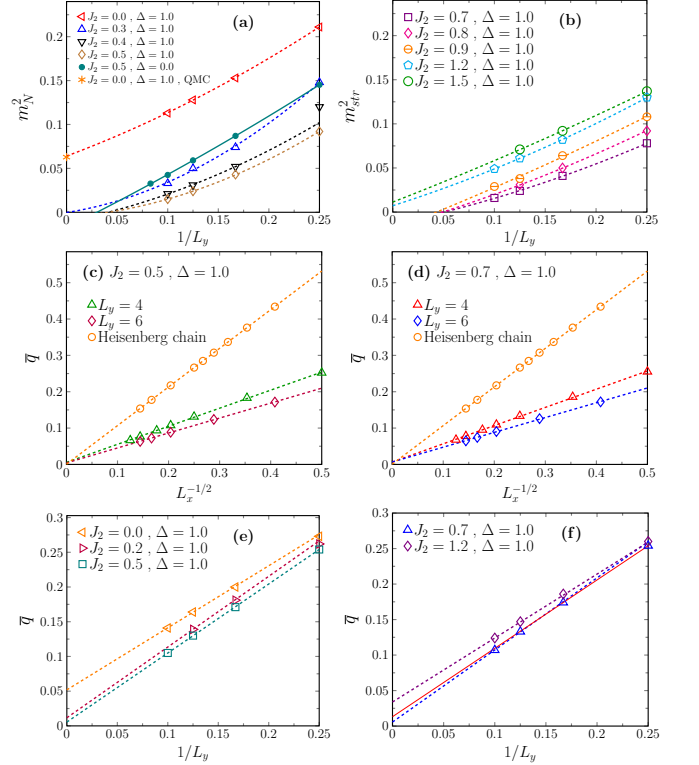 (a)
J₂ = 0.0 , Δ = 1.0
J₂ = 0.3 , Δ = 1.0
J₂ = 0.4 , Δ = 1.0
J₂ = 0.5 , Δ = 1.0
J₂ = 0.5 , Δ = 0.0
J₂ = 0.0 , Δ = 1.0 , QMC
0.2
0.15
0.1
0.05
0
m²_N
0 0.05 0.1 0.15 0.2 0.25
1/L_y
(b)
J₂ = 0.7 , Δ = 1.0
J₂ = 0.8 , Δ = 1.0
J₂ = 0.9 , Δ = 1.0
J₂ = 1.2 , Δ = 1.0
J₂ = 1.5 , Δ = 1.0
0.2
0.15
0.1
0.05
0
m²_str
0 0.05 0.1 0.15 0.2 0.25
1/L_y
(c) J₂ = 0.5 , Δ = 1.0
L_y = 4
L_y = 6
Heisenberg chain
0.5
0.4
0.3
0.2
0.1
0
q̅
0 0.1 0.2 0.3 0.4 0.5
L_x^{-1/2}
(d) J₂ = 0.7 , Δ = 1.0
L_y = 4
L_y = 6
Heisenberg chain
0.5
0.4
0.3
0.2
0.1
0
q̅
0 0.1 0.2 0.3 0.4 0.5
L_x^{-1/2}
(e)
J₂ = 0.0 , Δ = 1.0
J₂ = 0.2 , Δ = 1.0
J₂ = 0.5 , Δ = 1.0
0.3
0.25
0.2
0.15
0.1
0.05
0
q̅
0 0.05 0.1 0.15 0.2 0.25
1/L_y
(f)
J₂ = 0.7 , Δ = 1.0
J₂ = 1.2 , Δ = 1.0
0.3
0.25
0.2
0.15
0.1
0.05
0
q̅
0 0.05 0.1 0.15 0.2 0.25
1/L_y